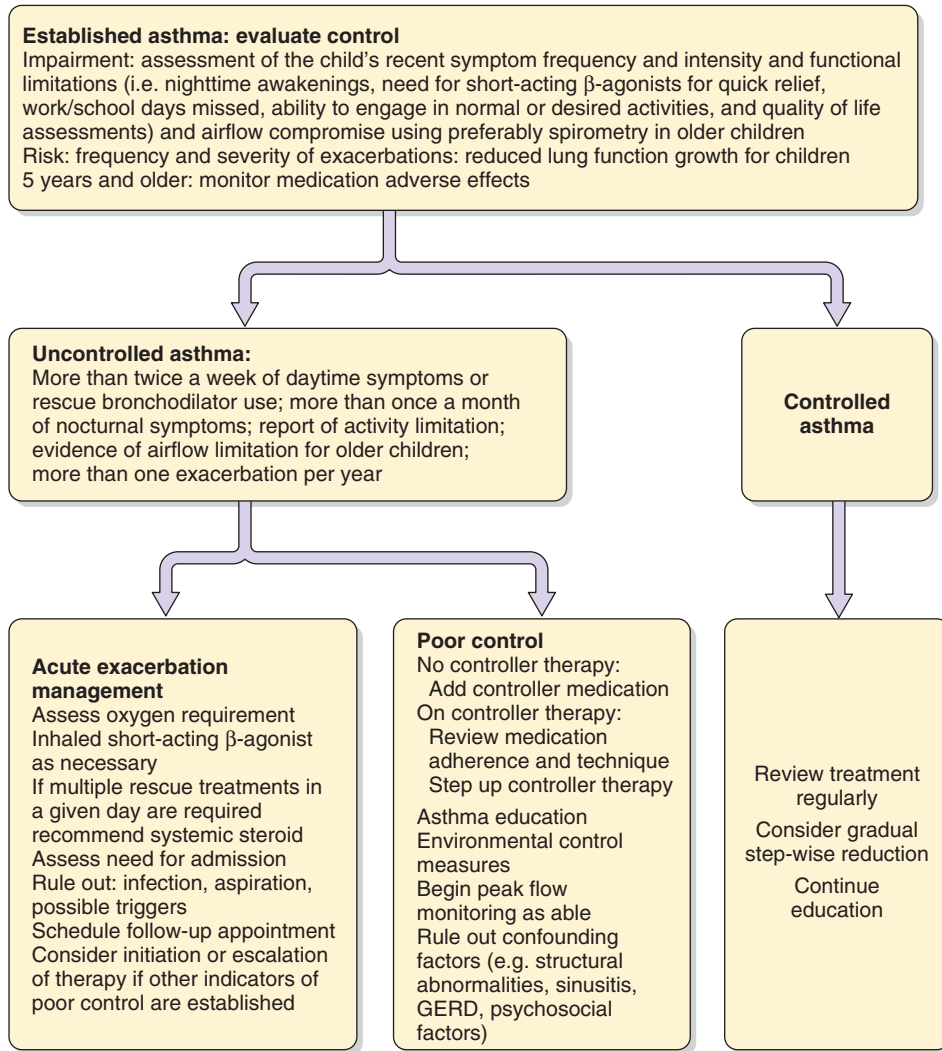 Established asthma: evaluate control
Impairment: assessment of the child's recent symptom frequency and intensity and functional
limitations (i.e. nighttime awakenings, need for short-acting β-agonists for quick relief,
work/school days missed, ability to engage in normal or desired activities, and quality of life
assessments) and airflow compromise using preferably spirometry in older children
Risk: frequency and severity of exacerbations: reduced lung function growth for children
5 years and older: monitor medication adverse effects
Uncontrolled asthma:
More than twice a week of daytime symptoms or
rescue bronchodilator use; more than once a month
of nocturnal symptoms; report of activity limitation;
evidence of airflow limitation for older children;
more than one exacerbation per year
Controlled
asthma
Acute exacerbation
management
Assess oxygen requirement
Inhaled short-acting β-agonist
as necessary
If multiple rescue treatments in
a given day are required
recommend systemic steroid
Assess need for admission
Rule out: infection, aspiration,
possible triggers
Schedule follow-up appointment
Consider initiation or escalation
of therapy if other indicators of
poor control are established
Poor control
No controller therapy:
Add controller medication
On controller therapy:
Review medication
adherence and technique
Step up controller therapy
Asthma education
Environmental control
measures
Begin peak flow
monitoring as able
Rule out confounding
factors (e.g. structural
abnormalities, sinusitis,
GERD, psychosocial
factors)
Review treatment
regularly
Consider gradual
step-wise reduction
Continue
education